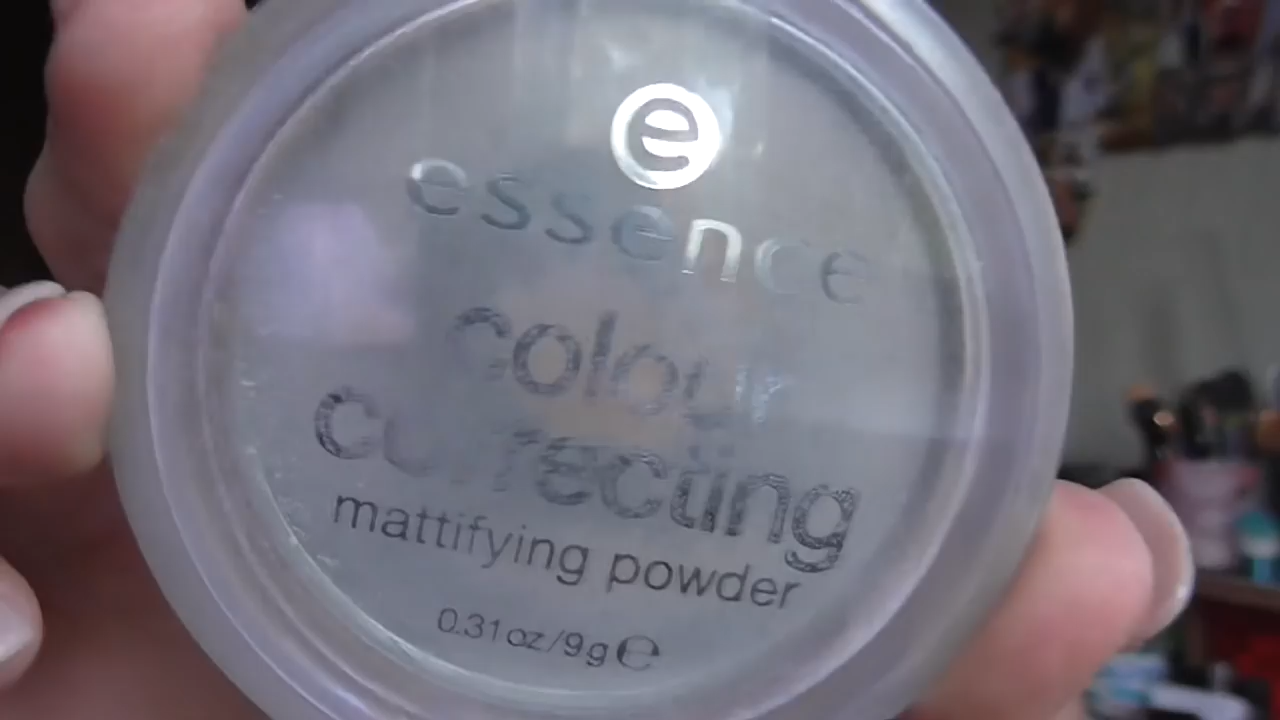 e
essence
colour
correcting
mattifying powder
0.31 oz/9g ℮